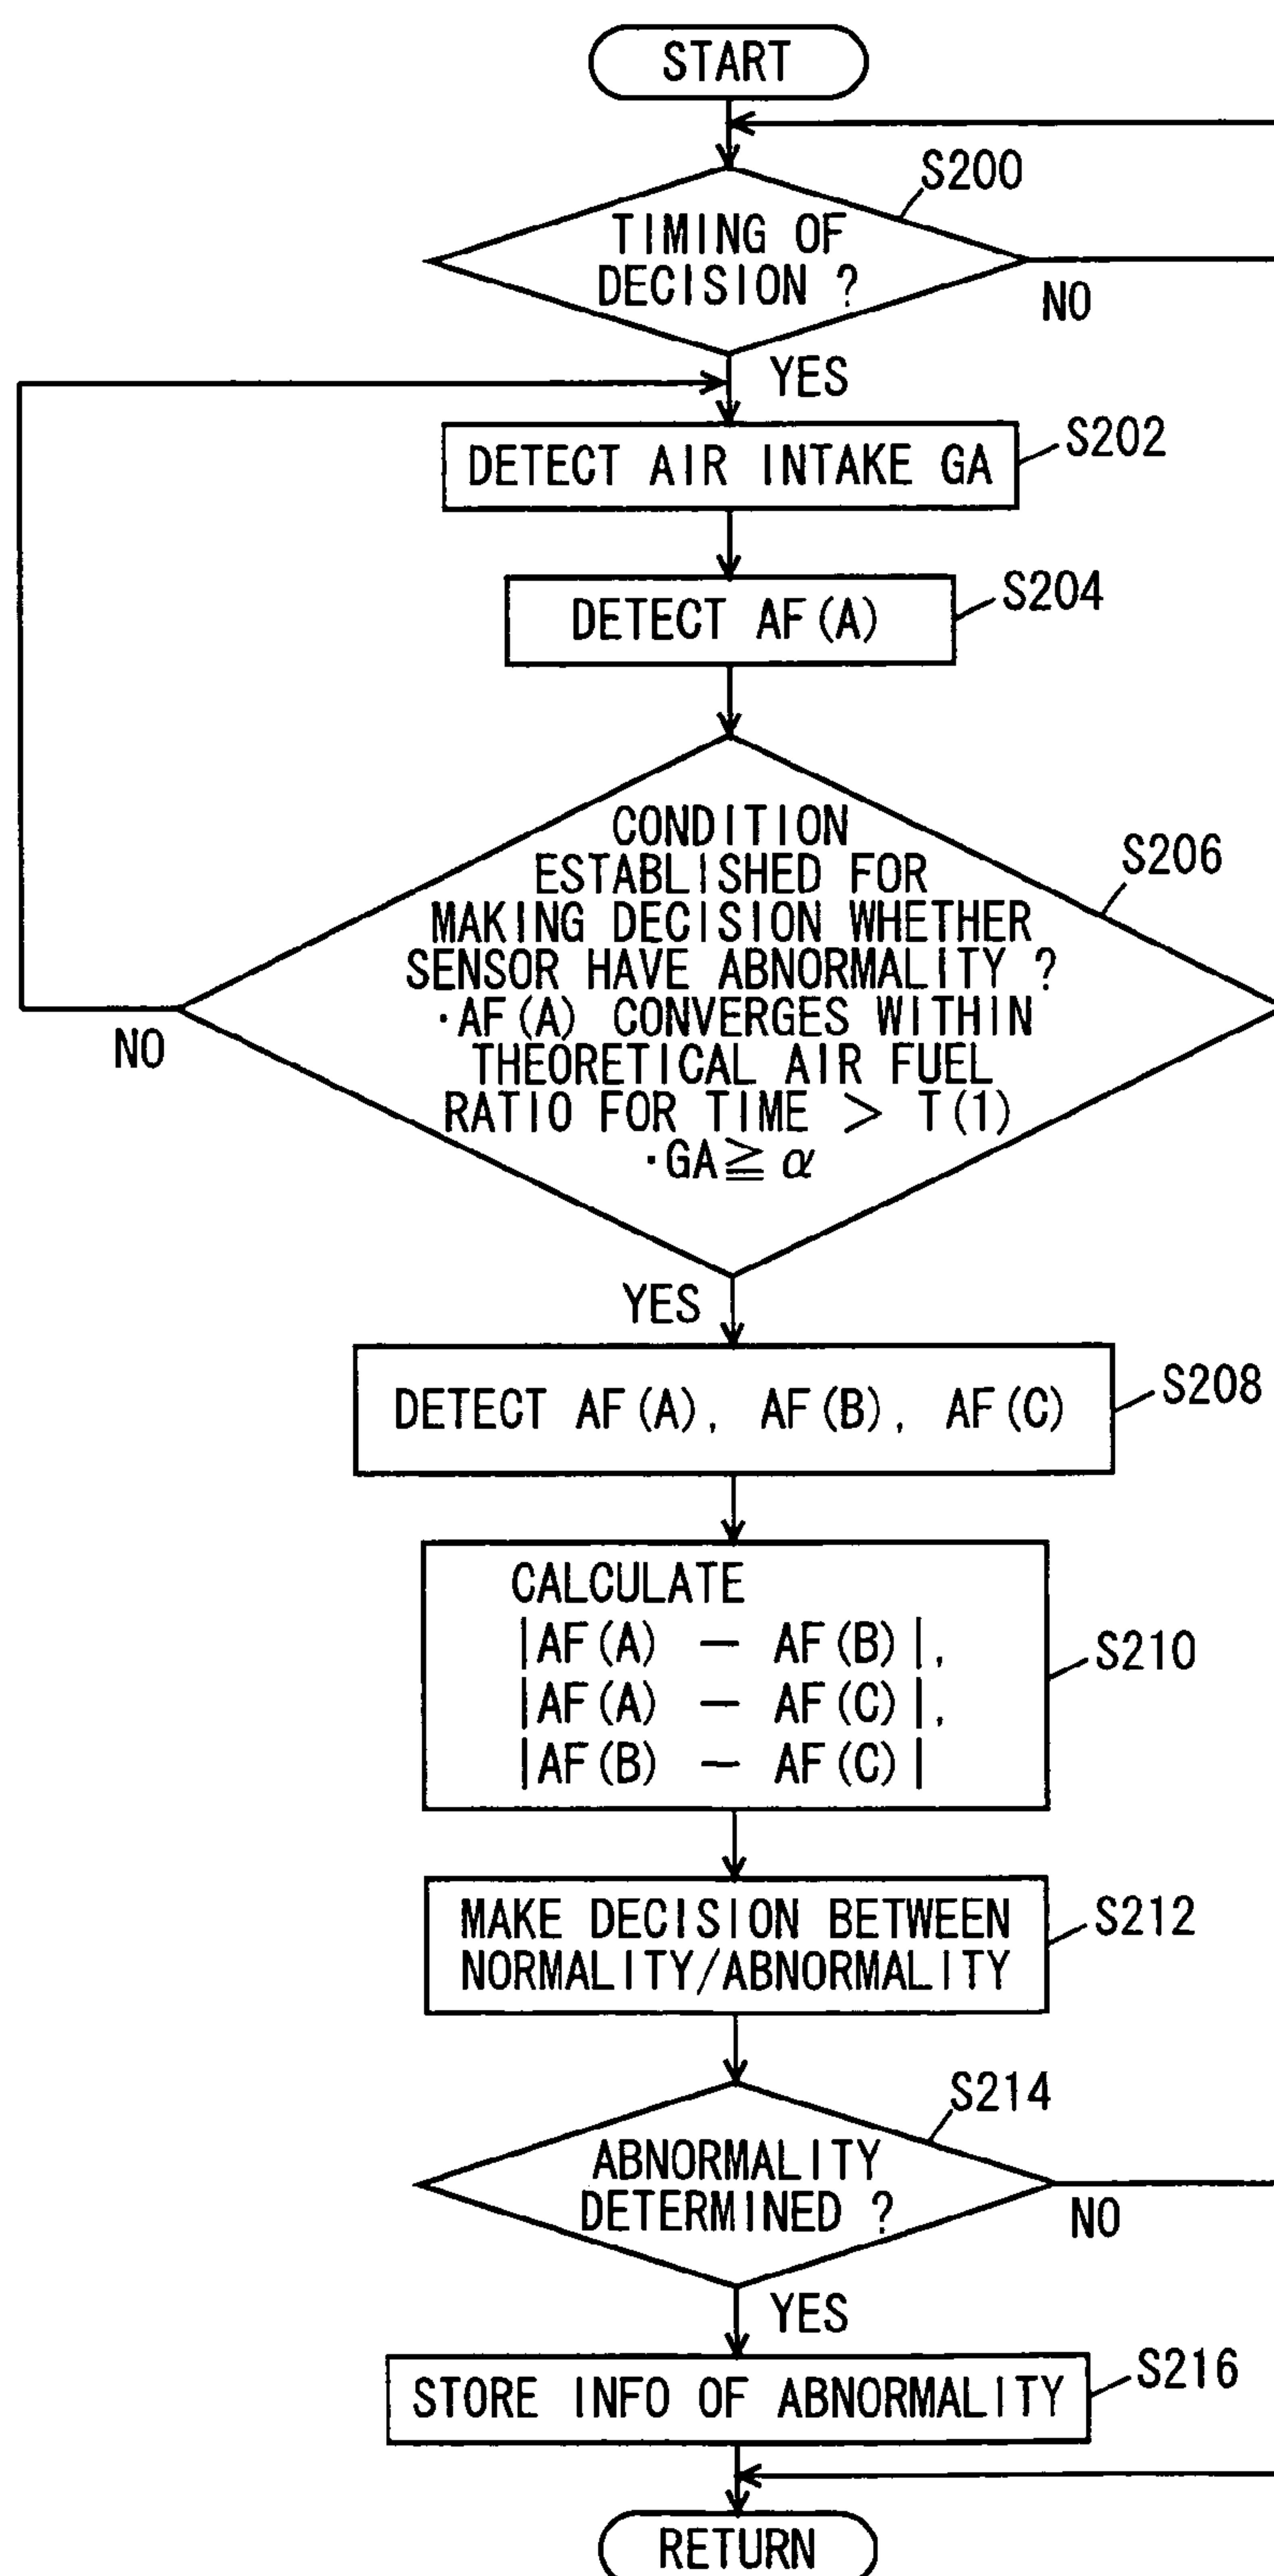 START
S200
TIMING OF
DECISION ?
NO
YES
DETECT AIR INTAKE GA
S202
DETECT AF(A)
S204
CONDITION
ESTABLISHED FOR
MAKING DECISION WHETHER
SENSOR HAVE ABNORMALITY ?
·AF(A) CONVERGES WITHIN
THEORETICAL AIR FUEL
RATIO FOR TIME > T(1)
·GA≧α
S206
NO
YES
DETECT AF(A), AF(B), AF(C)
S208
CALCULATE
|AF(A) − AF(B)|,
|AF(A) − AF(C)|,
|AF(B) − AF(C)|
S210
MAKE DECISION BETWEEN
NORMALITY/ABNORMALITY
S212
S214
ABNORMALITY
DETERMINED ?
NO
YES
STORE INFO OF ABNORMALITY
S216
RETURN